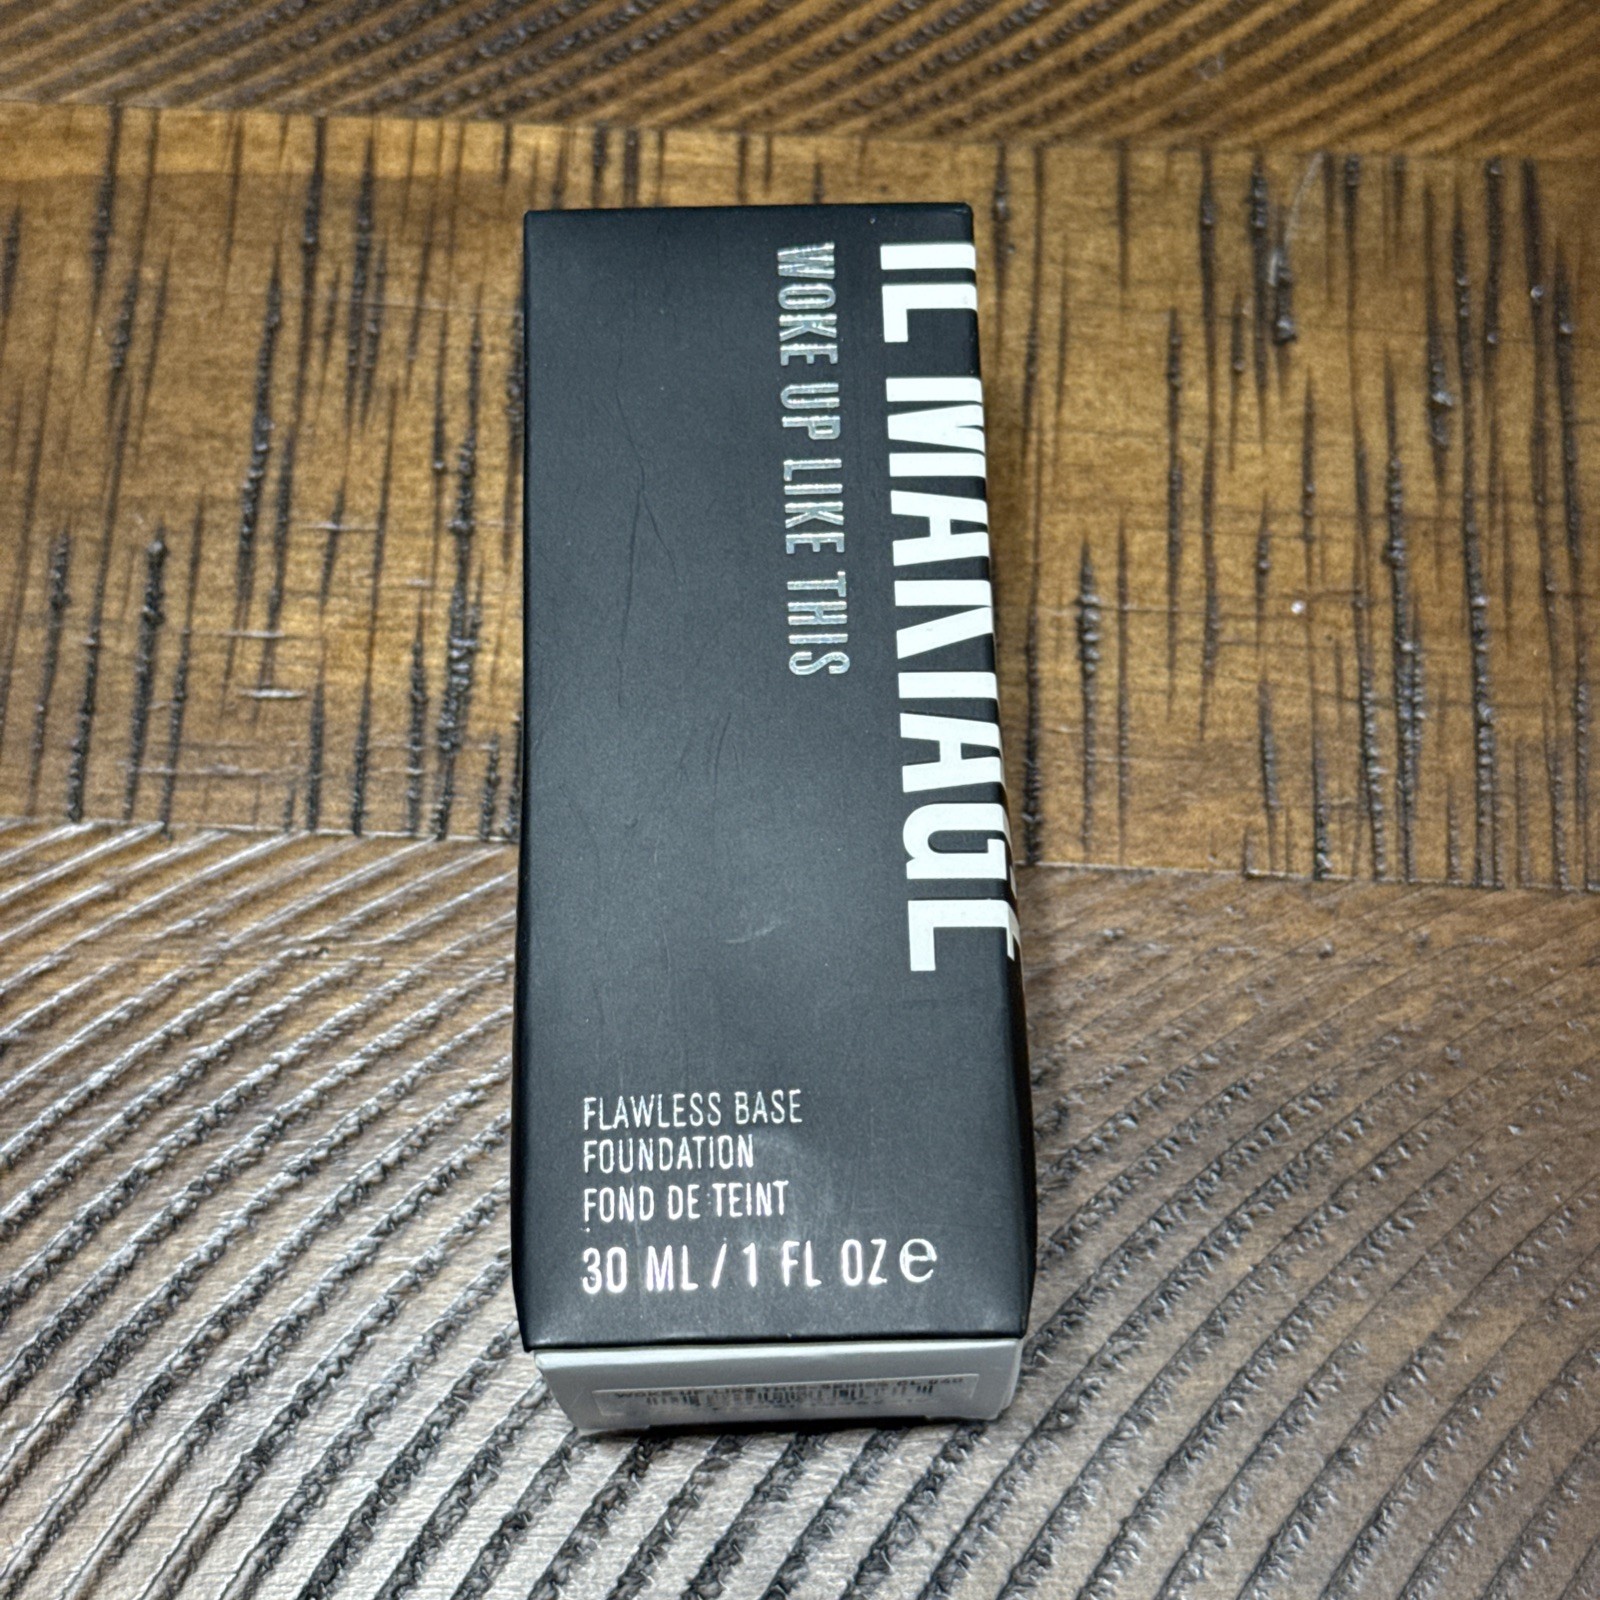 IL MAKIAGE
WOKE UP LIKE THIS
FLAWLESS BASE
FOUNDATION
FOND DE TEINT
30 ML / 1 FL OZ e